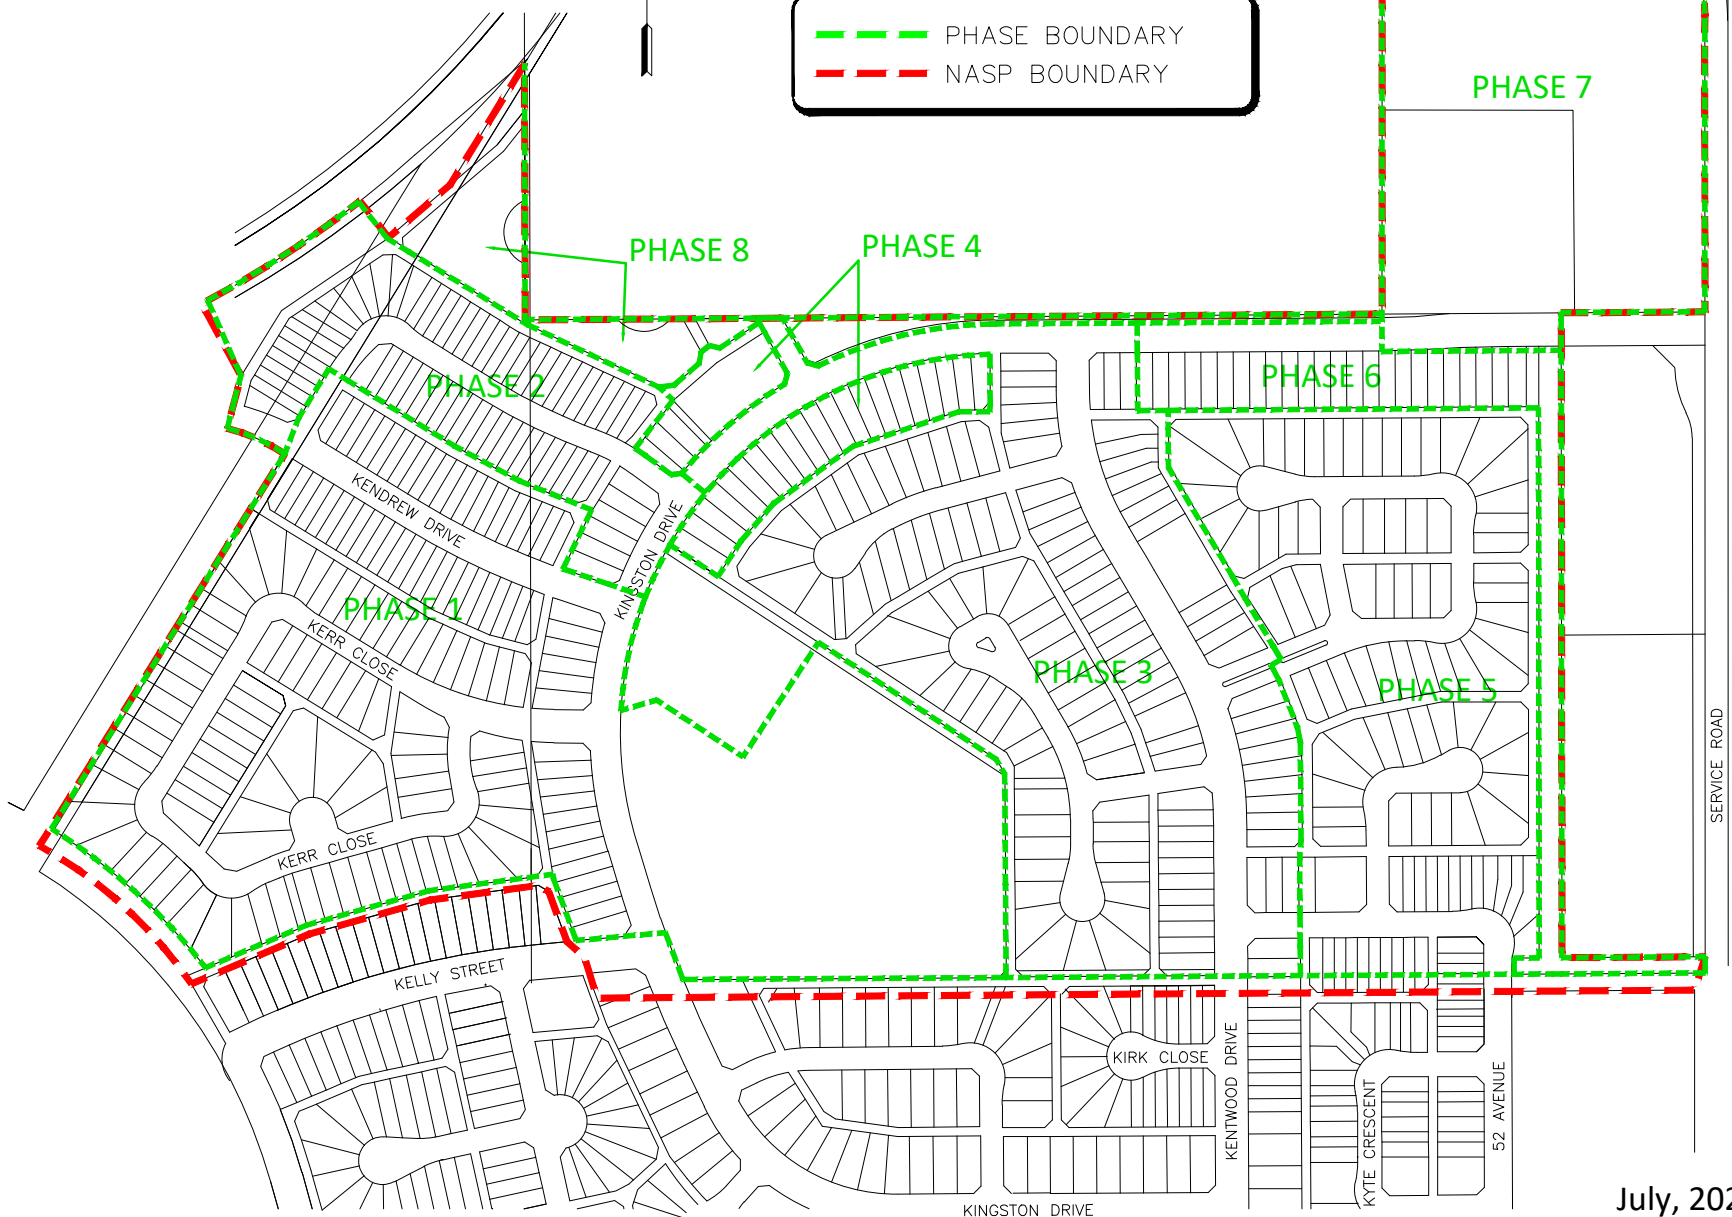 PHASE BOUNDARY
NASP BOUNDARY
PHASE 7
PHASE 8
PHASE 4
PHASE 2
PHASE 6
KENDREW DRIVE
KINGSTON DRIVE
PHASE 1
KERR CLOSE
PHASE 3
PHASE 5
SERVICE ROAD
KERR CLOSE
KELLY STREET
KIRK CLOSE
KENTWOOD DRIVE
KYTE CRESCENT
52 AVENUE
KINGSTON DRIVE
July,